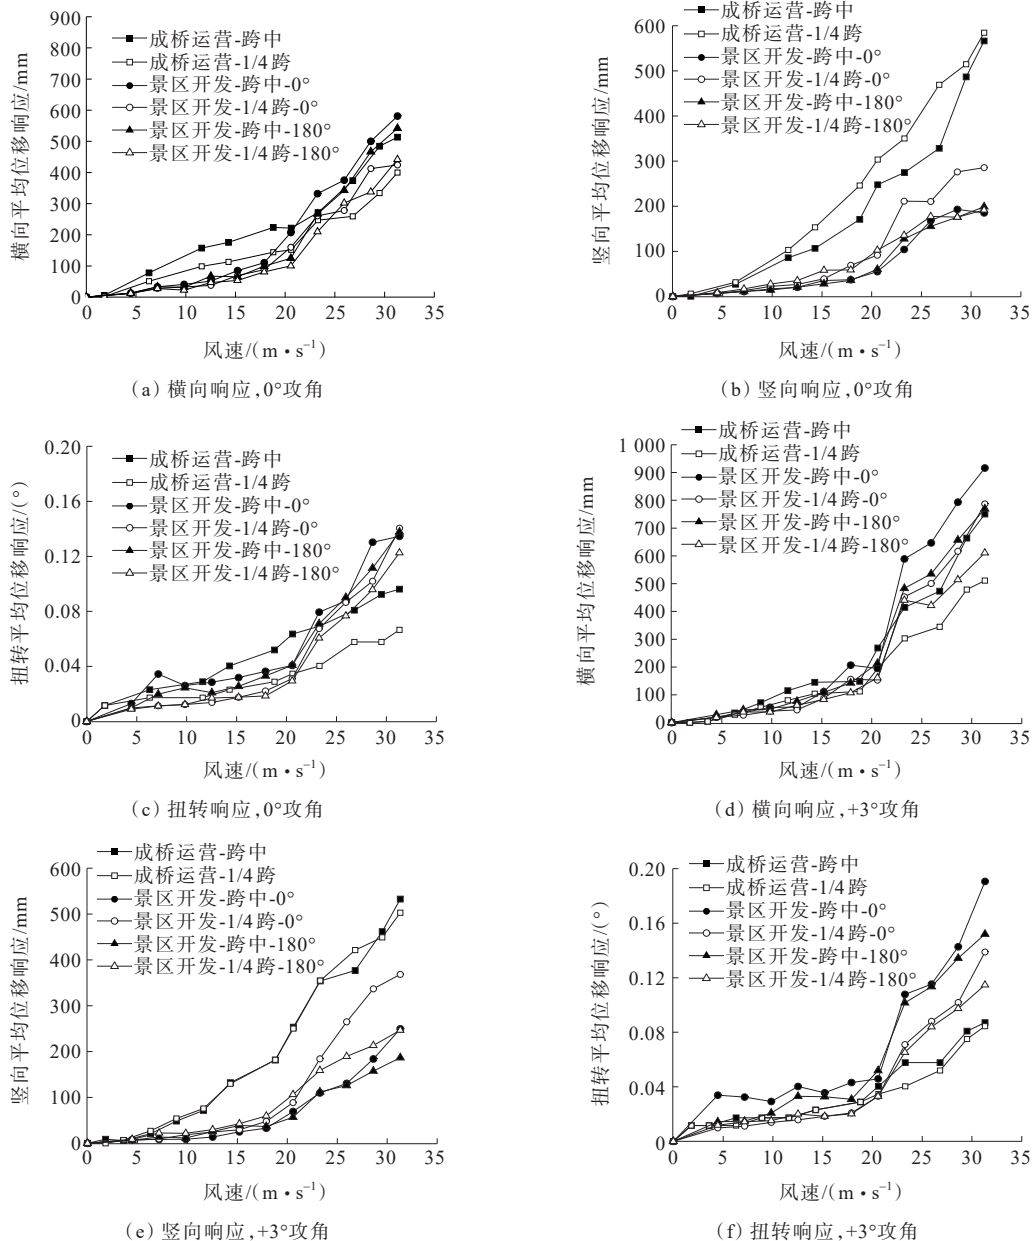 横向平均位移响应/mm
900
800
700
600
500
400
300
200
100
0
成桥运营-跨中
成桥运营-1/4跨
景区开发-跨中-0°
景区开发-1/4跨-0°
景区开发-跨中-180°
景区开发-1/4跨-180°
0 5 10 15 20 25 30 35
风速/(m·s⁻¹)
(a) 横向响应,0°攻角
竖向平均位移响应/mm
600
500
400
300
200
100
0
成桥运营-跨中
成桥运营-1/4跨
景区开发-跨中-0°
景区开发-1/4跨-0°
景区开发-跨中-180°
景区开发-1/4跨-180°
0 5 10 15 20 25 30 35
风速/(m·s⁻¹)
(b) 竖向响应,0°攻角
扭转平均位移响应/(°)
0.20
0.16
0.12
0.08
0.04
0
成桥运营-跨中
成桥运营-1/4跨
景区开发-跨中-0°
景区开发-1/4跨-0°
景区开发-跨中-180°
景区开发-1/4跨-180°
0 5 10 15 20 25 30 35
风速/(m·s⁻¹)
(c) 扭转响应,0°攻角
横向平均位移响应/mm
1 000
900
800
700
600
500
400
300
200
100
0
成桥运营-跨中
成桥运营-1/4跨
景区开发-跨中-0°
景区开发-1/4跨-0°
景区开发-跨中-180°
景区开发-1/4跨-180°
0 5 10 15 20 25 30 35
风速/(m·s⁻¹)
(d) 横向响应,+3°攻角
竖向平均位移响应/mm
600
500
400
300
200
100
0
成桥运营-跨中
成桥运营-1/4跨
景区开发-跨中-0°
景区开发-1/4跨-0°
景区开发-跨中-180°
景区开发-1/4跨-180°
0 5 10 15 20 25 30 35
风速/(m·s⁻¹)
(e) 竖向响应,+3°攻角
扭转平均位移响应/(°)
0.20
0.16
0.12
0.08
0.04
0
成桥运营-跨中
成桥运营-1/4跨
景区开发-跨中-0°
景区开发-1/4跨-0°
景区开发-跨中-180°
景区开发-1/4跨-180°
0 5 10 15 20 25 30 35
风速/(m·s⁻¹)
(f) 扭转响应,+3°攻角